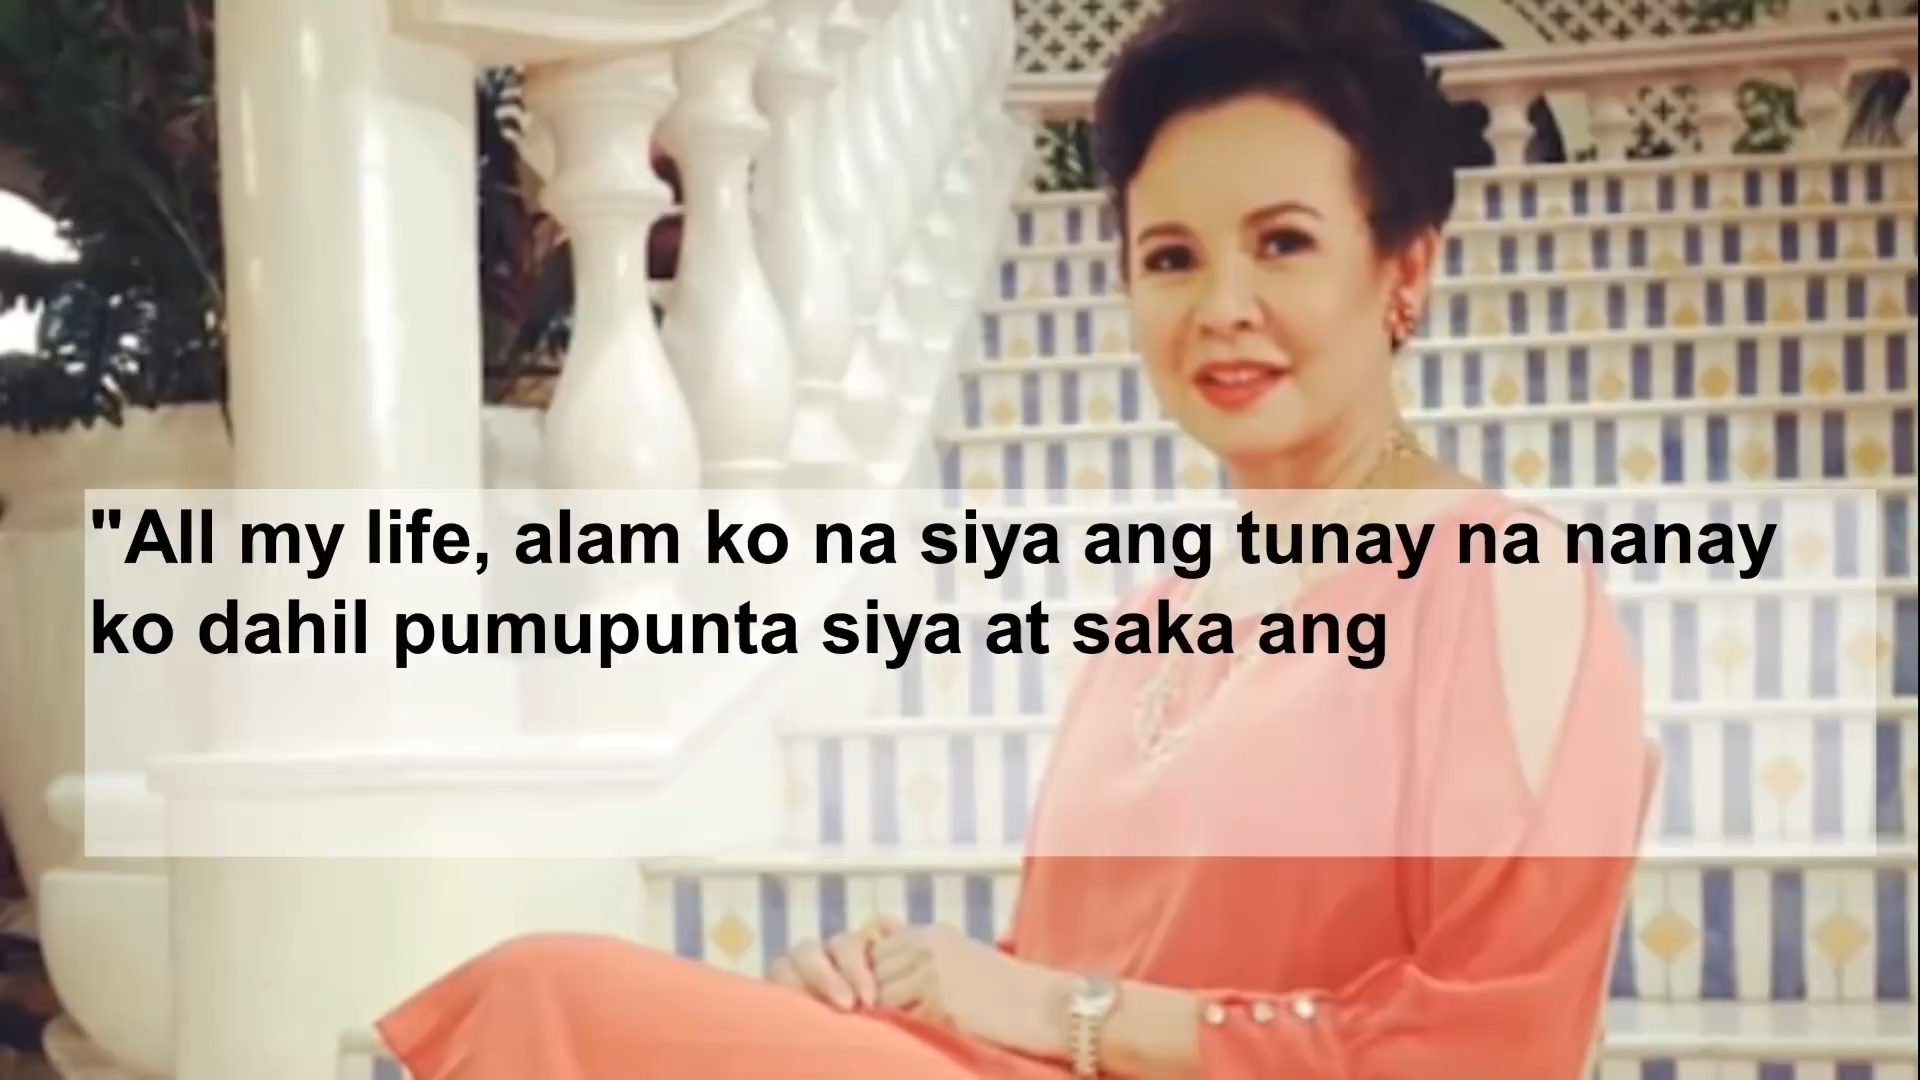 "All my life, alam ko na siya ang tunay na nanay
ko dahil pumupunta siya at saka ang